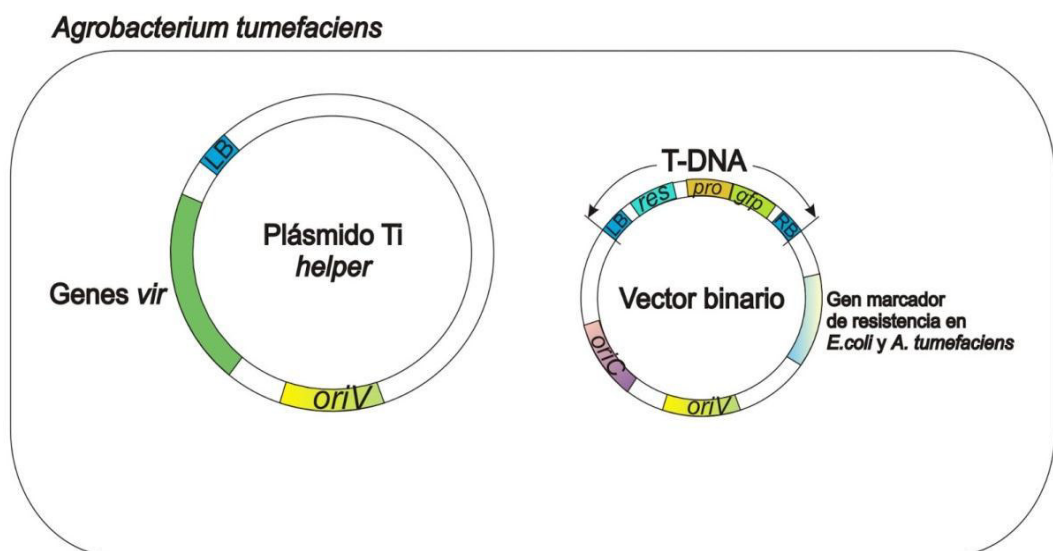 Agrobacterium tumefaciens
LB
Plásmido Ti
helper
Genes vir
oriV
T-DNA
LB
res
pro
gfp
RB
Vector binario
Gen marcador
de resistencia en
E.coli y A. tumefaciens
oriC
oriV